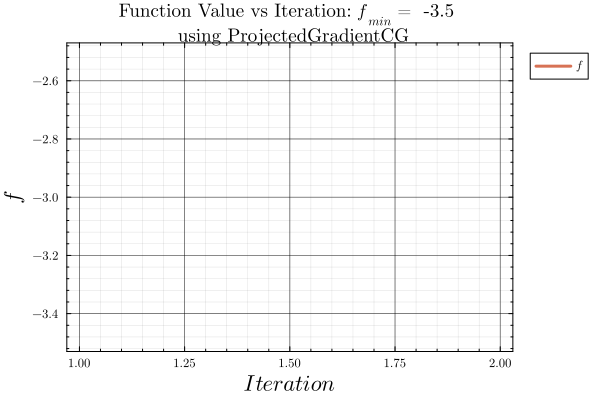 Function Value vs Iteration: f_min = -3.5
using ProjectedGradientCG
f
−2.6
−2.8
−3.0
−3.2
−3.4
f
1.00 1.25 1.50 1.75 2.00
Iteration